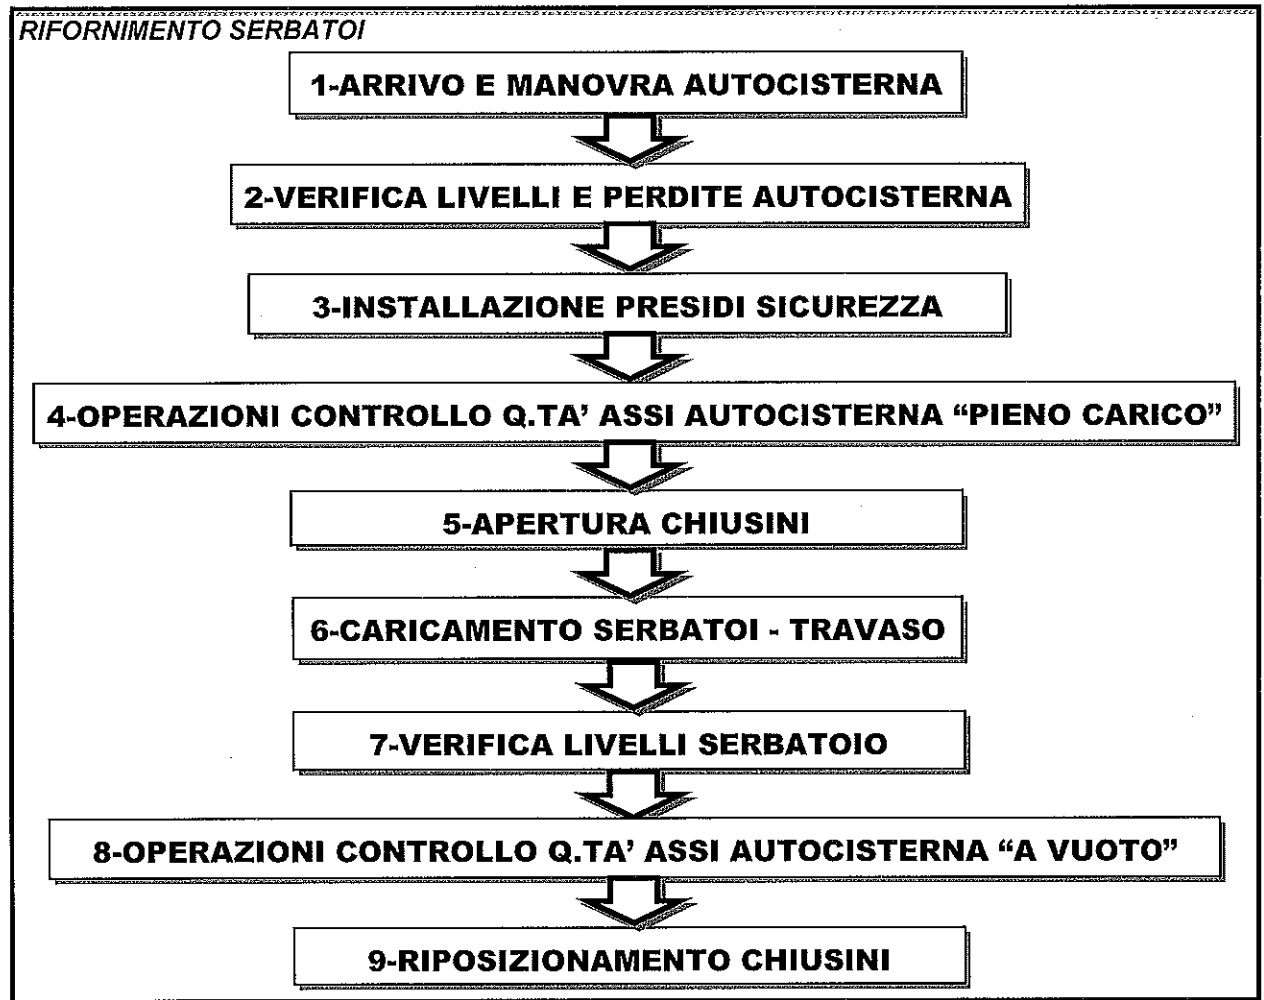 RIFORNIMENTO SERBATOI
1-ARRIVO E MANOVRA AUTOCISTERNA
2-VERIFICA LIVELLI E PERDITE AUTOCISTERNA
3-INSTALLAZIONE PRESIDI SICUREZZA
4-OPERAZIONI CONTROLLO Q.TA’ ASSI AUTOCISTERNA “PIENO CARICO”
5-APERTURA CHIUSINI
6-CARICAMENTO SERBATOI - TRAVASO
7-VERIFICA LIVELLI SERBATOIO
8-OPERAZIONI CONTROLLO Q.TA’ ASSI AUTOCISTERNA “A VUOTO”
9-RIPOSIZIONAMENTO CHIUSINI